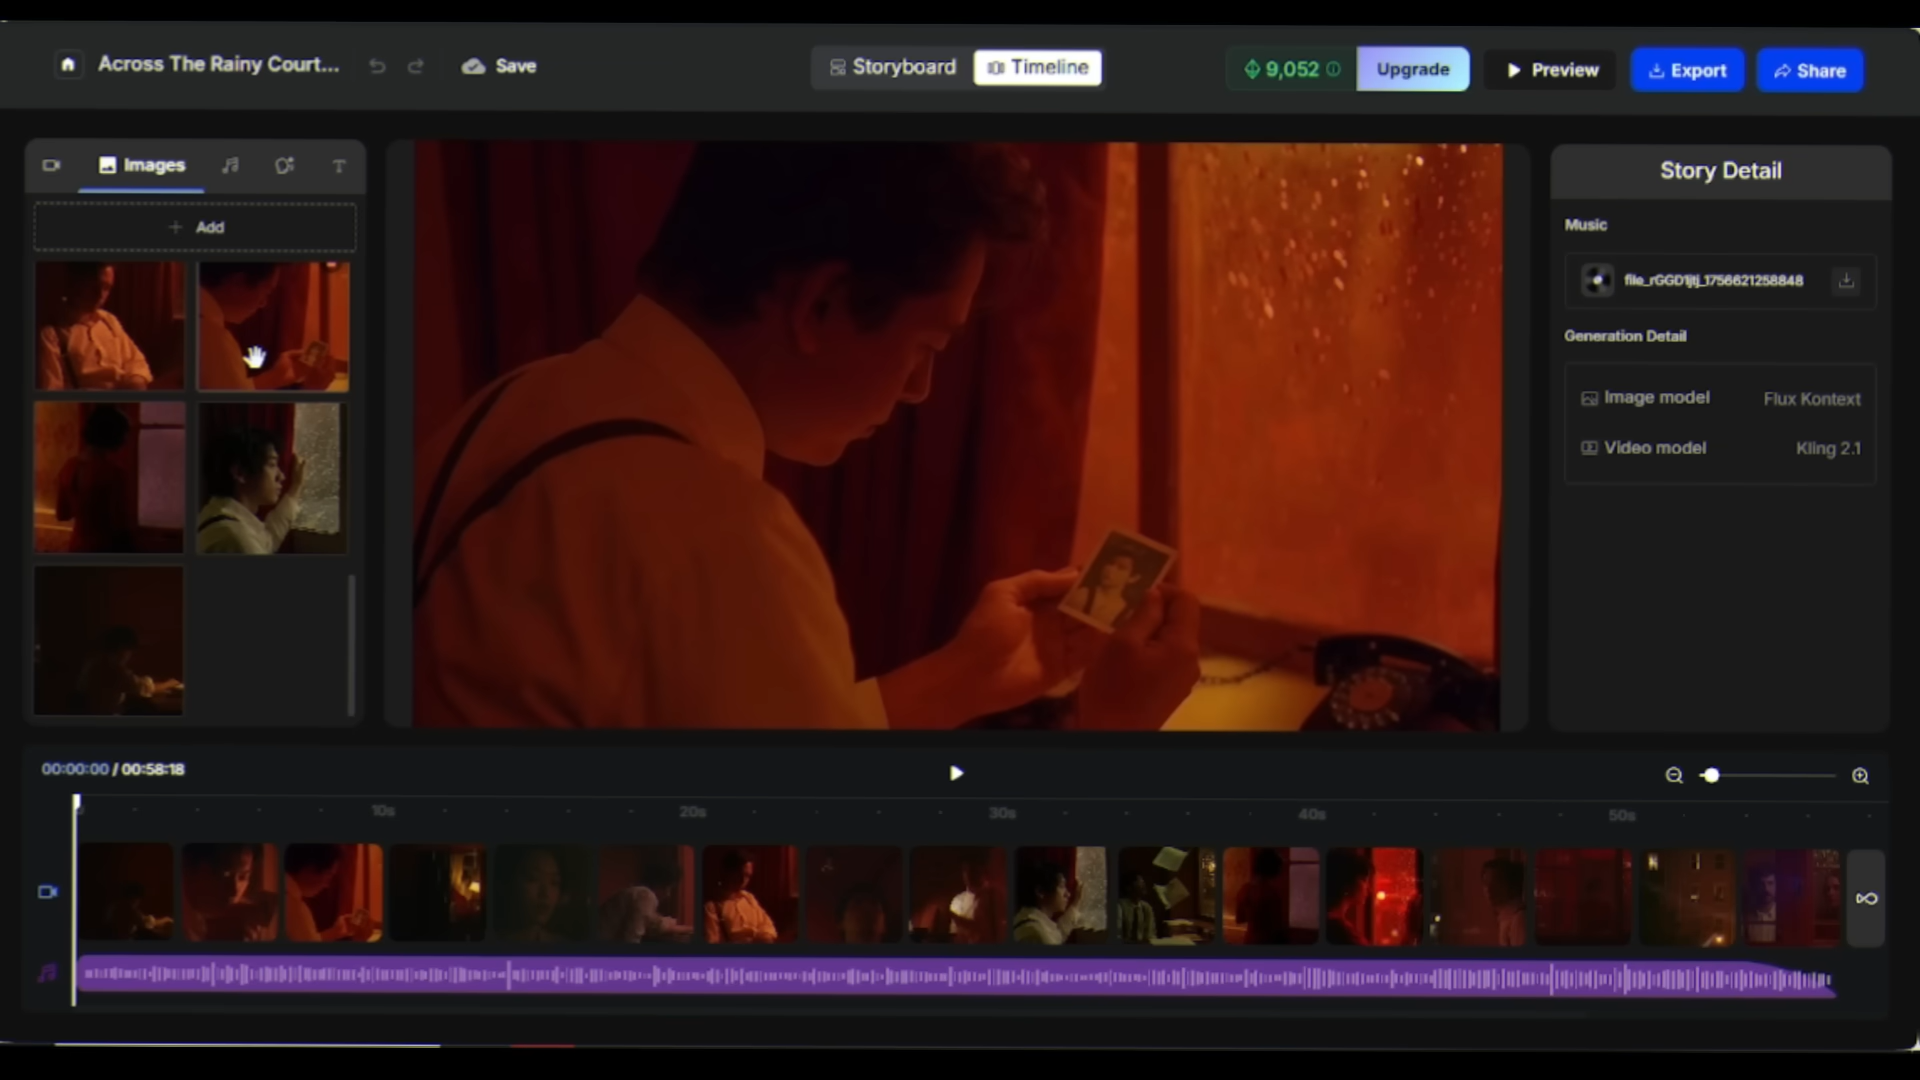 Across The Rainy Court...
Save
Storyboard
Timeline
9,052
Upgrade
Preview
Export
Share
Images
T
+ Add
Story Detail
Music
Generation Detail
Image model
Flux Kontext
Video model
Kling 2.1
00:00:00 / 00:58:18
10s
20s
30s
40s
50s